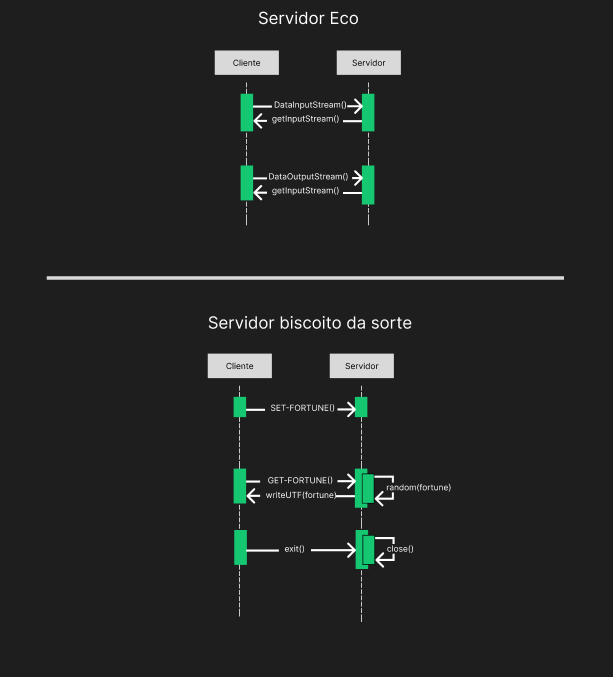 Servidor Eco
Cliente
Servidor
DataInputStream()
getInputStream()
DataOutputStream()
getInputStream()
Servidor biscoito da sorte
Cliente
Servidor
SET-FORTUNE()
GET-FORTUNE()
writeUTF(fortune)
random(fortune)
exit()
close()